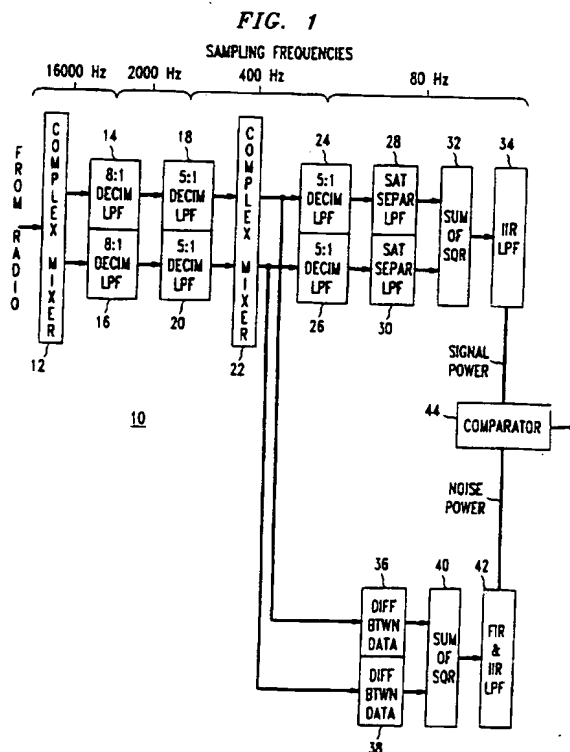 FIG. 1
SAMPLING FREQUENCIES
16000 Hz 2000 Hz 400 Hz 80 Hz
FROM RADIO
COMPLEX MIXER
12
14
8:1 DECIM LPF
8:1 DECIM LPF
16
18
5:1 DECIM LPF
5:1 DECIM LPF
20
COMPLEX MIXER
22
24
5:1 DECIM LPF
5:1 DECIM LPF
26
28
SAT SEPAR LPF
SAT SEPAR LPF
30
32
SUM OF SQR
34
IIR LPF
SIGNAL POWER
10
44
COMPARATOR
NOISE POWER
36
DIFF BTWN DATA
DIFF BTWN DATA
38
40
SUM OF SQR
42
FIR & IIR LPF